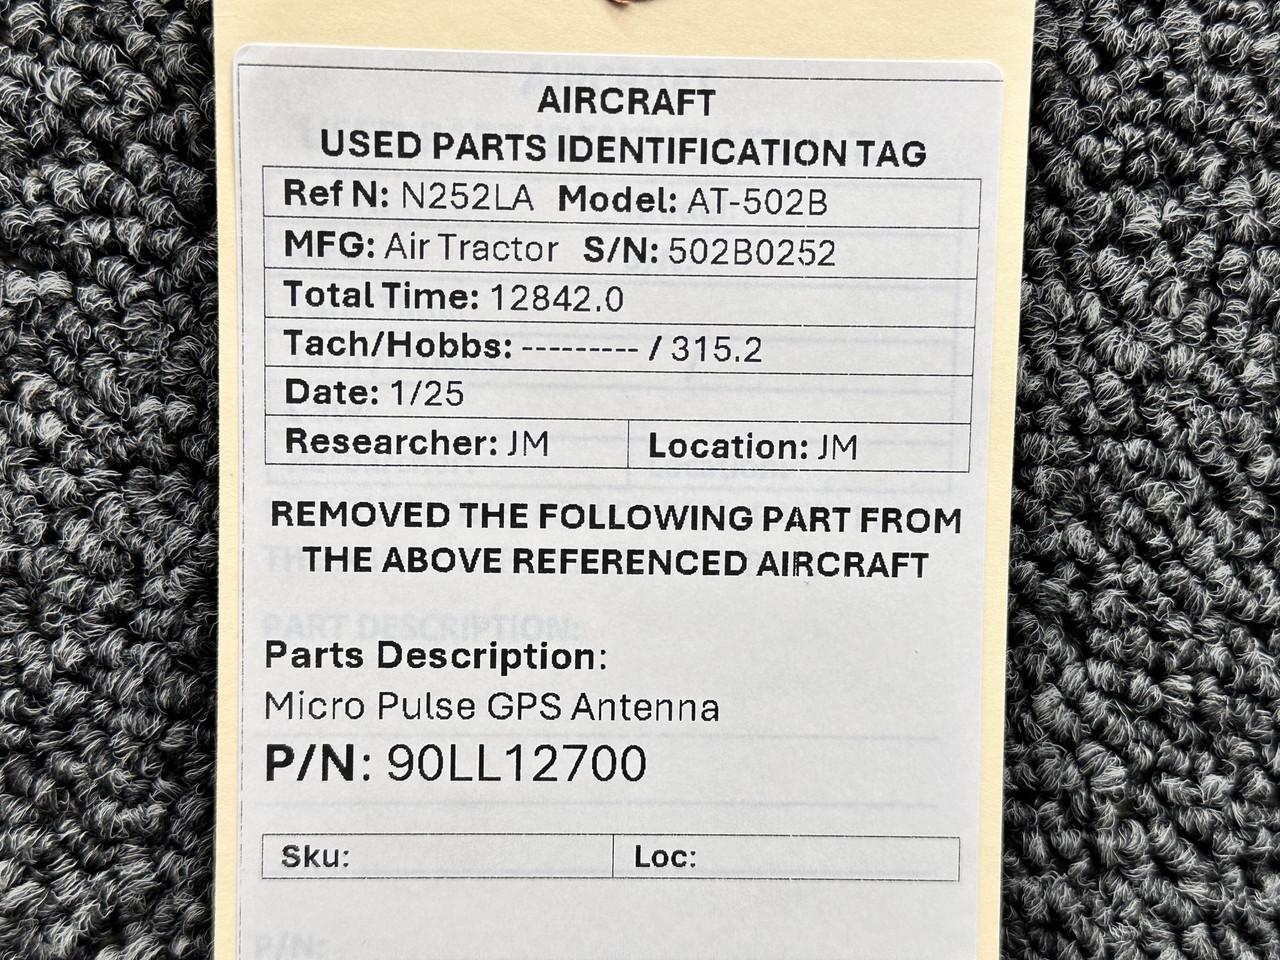 AIRCRAFT
USED PARTS IDENTIFICATION TAG
Ref N: N252LA Model: AT-502B
MFG: Air Tractor S/N: 502B0252
Total Time: 12842.0
Tach/Hobbs: --------- / 315.2
Date: 1/25
Researcher: JM Location: JM
REMOVED THE FOLLOWING PART FROM
THE ABOVE REFERENCED AIRCRAFT
PART DESCRIPTION:
Parts Description:
Micro Pulse GPS Antenna
P/N: 90LL12700
Sku: Loc:
P/N: